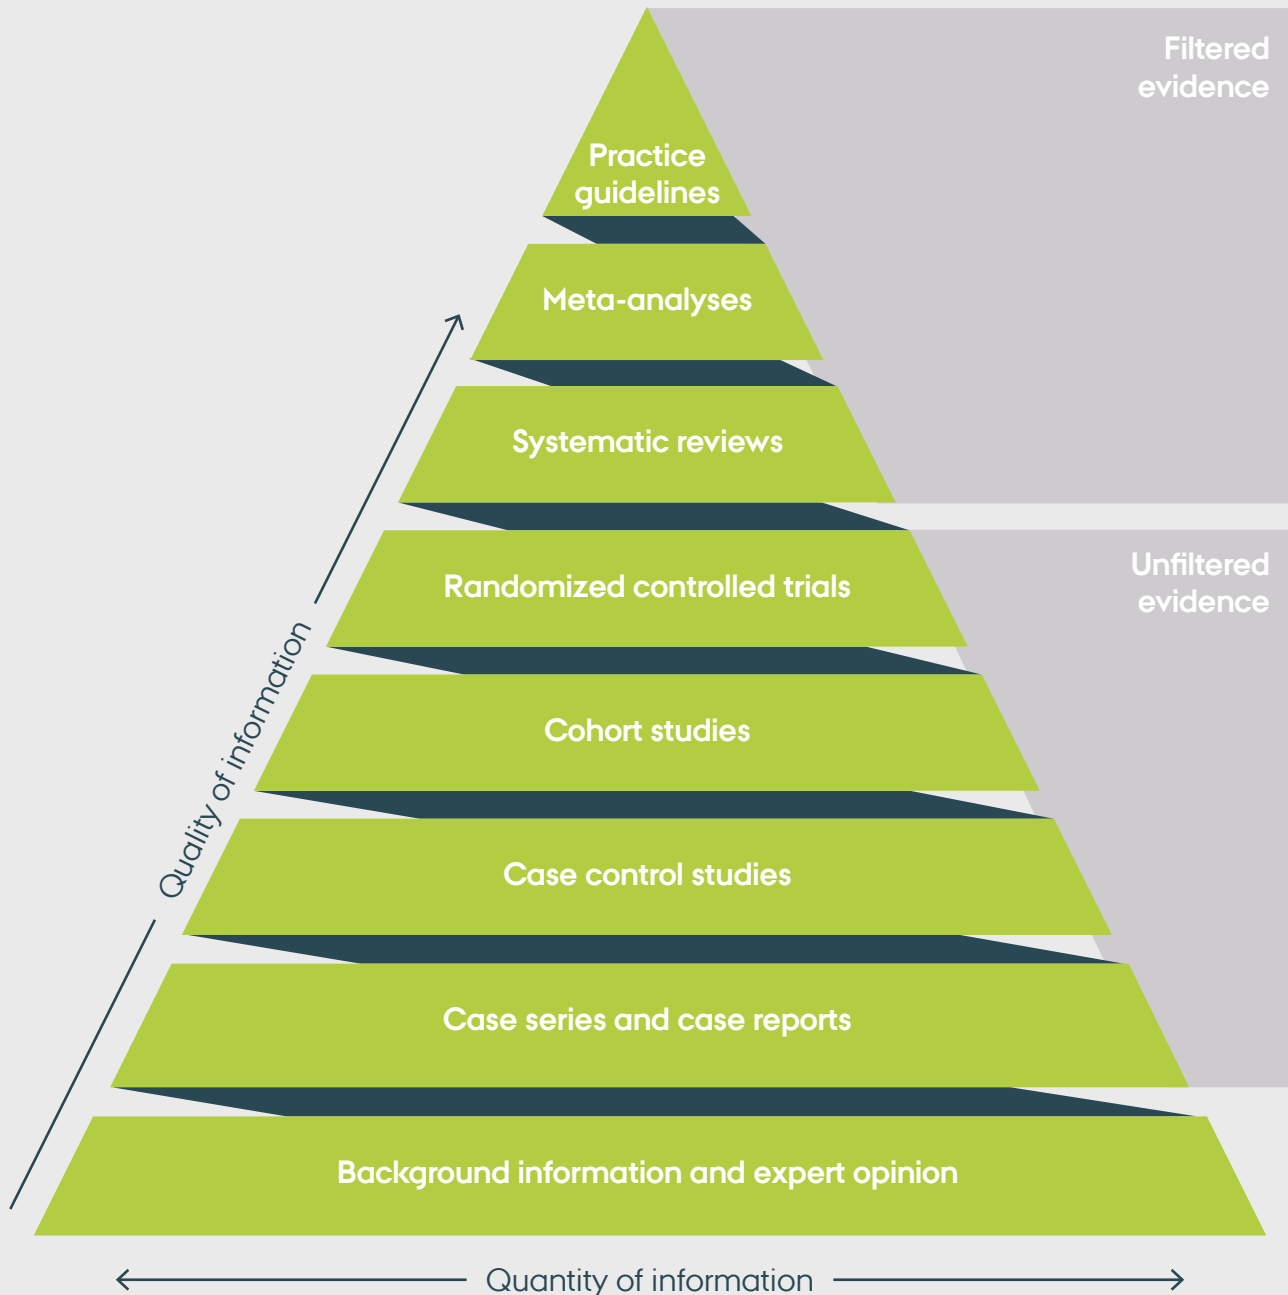 Filtered
evidence
Practice
guidelines
Meta-analyses
Systematic reviews
Randomized controlled trials
Unfiltered
evidence
Cohort studies
Case control studies
Case series and case reports
Background information and expert opinion
Quality of information
Quantity of information